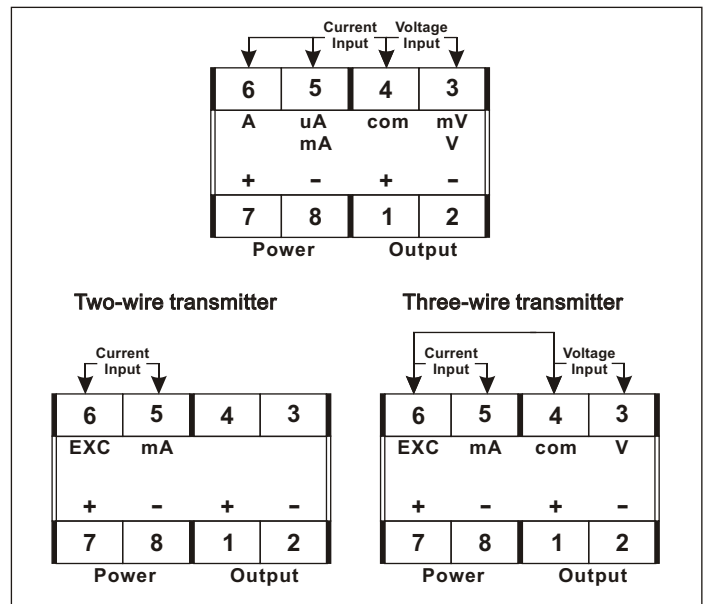 Current Voltage
Input Input
6 5 4 3
A uA com mV
mA V
+ - + -
7 8 1 2
Power Output
Two-wire transmitter
Current
Input
6 5 4 3
EXC mA
+ - + -
7 8 1 2
Power Output
Three-wire transmitter
Current Voltage
Input Input
6 5 4 3
EXC mA com V
+ - + -
7 8 1 2
Power Output